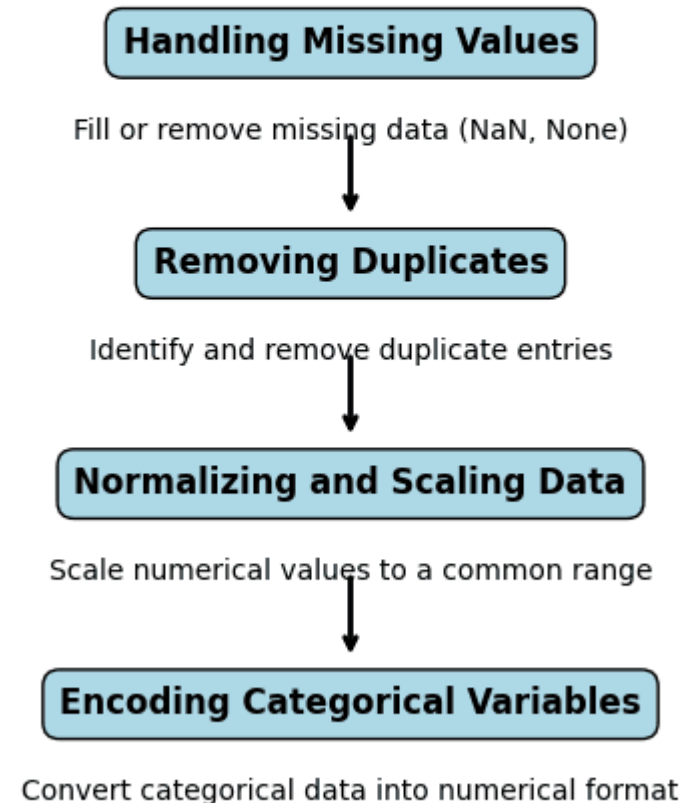 Handling Missing Values
Fill or remove missing data (NaN, None)
Removing Duplicates
Identify and remove duplicate entries
Normalizing and Scaling Data
Scale numerical values to a common range
Encoding Categorical Variables
Convert categorical data into numerical format